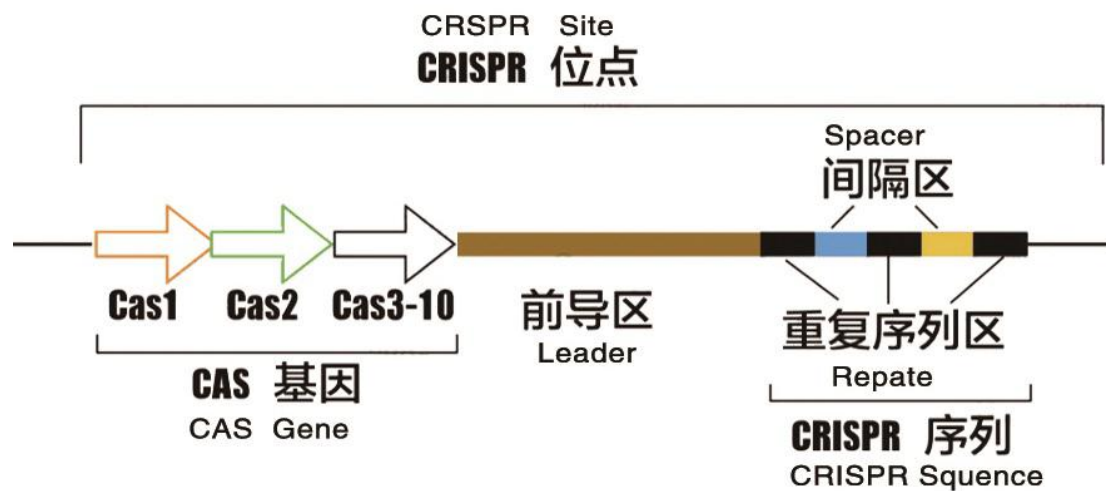 CRSPR Site
CRISPR 位点
Spacer
间隔区
Cas1
Cas2
Cas3-10
前导区
Leader
重复序列区
Repate
CAS 基因
CAS Gene
CRISPR 序列
CRISPR Squence